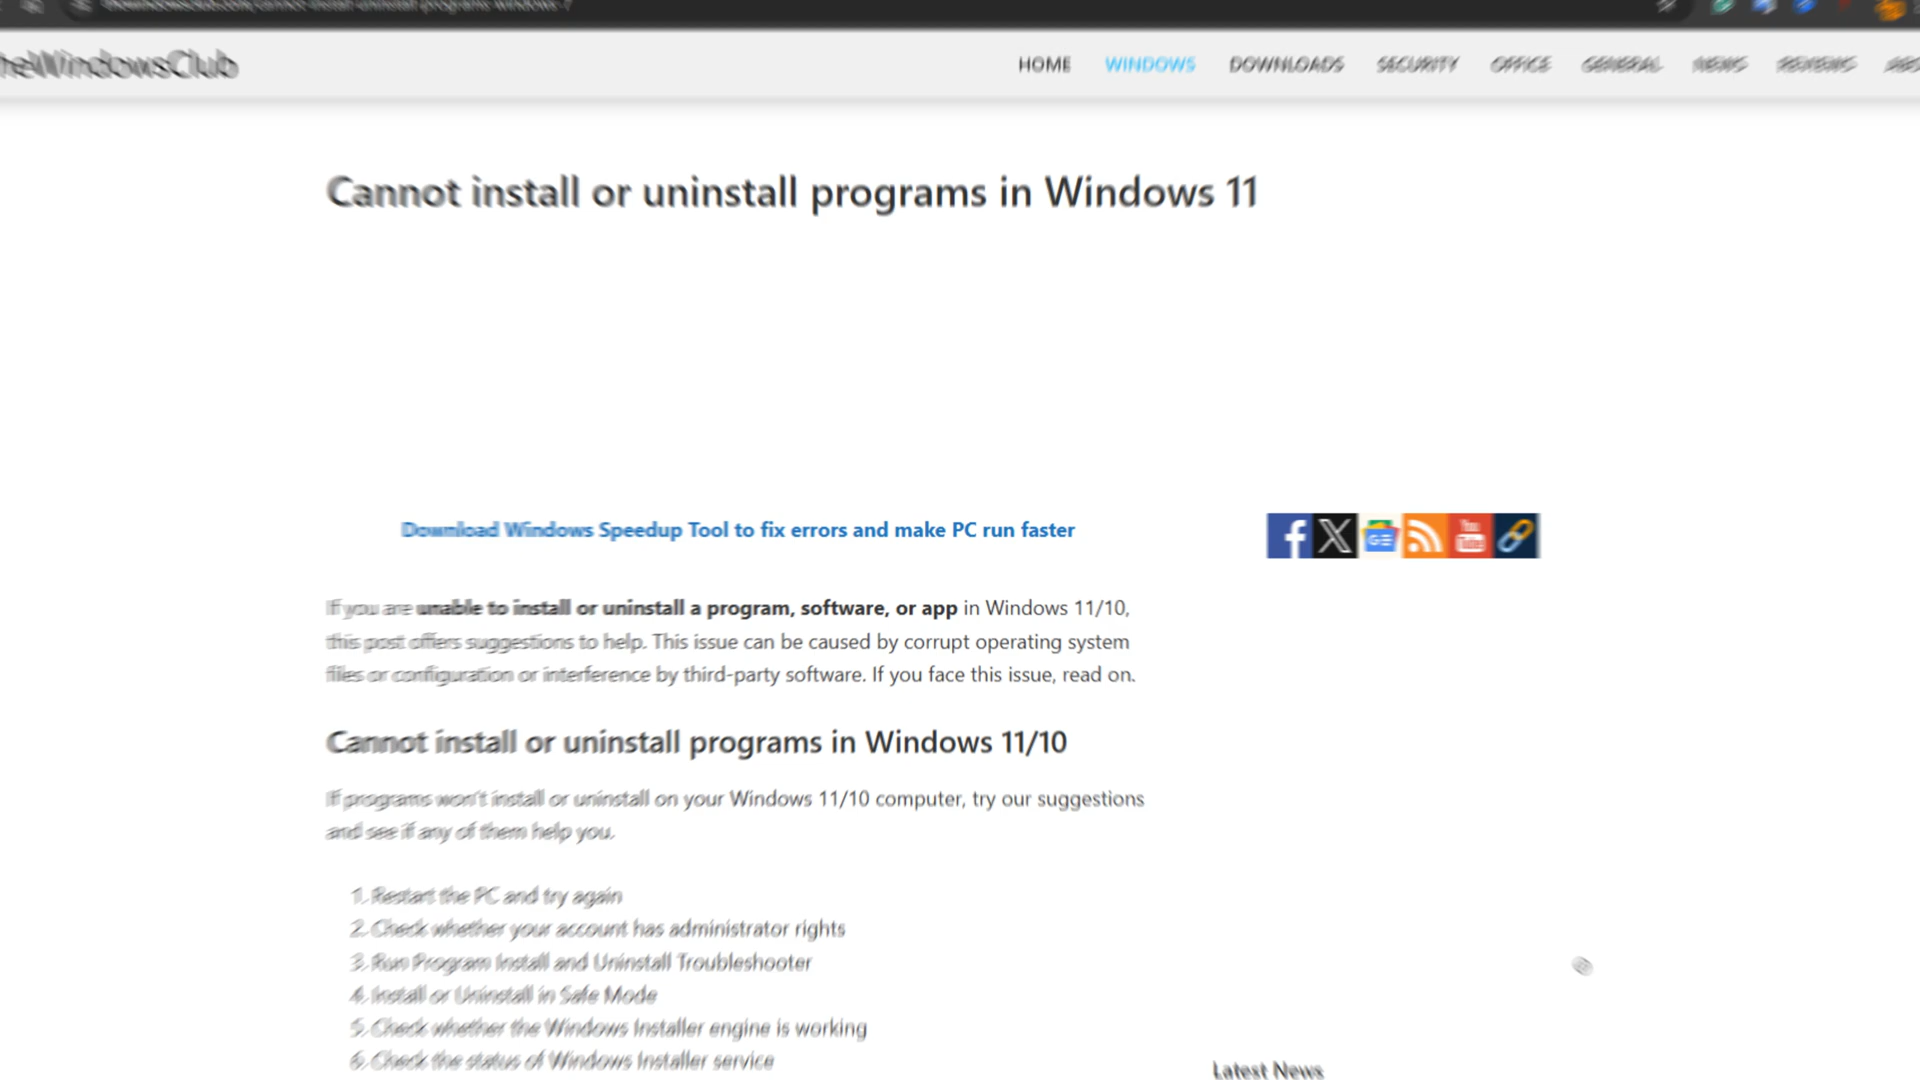 heWindowsClub
HOME WINDOWS DOWNLOADS SECURITY OFFICE GENERAL NEWS REVIEWS
Cannot install or uninstall programs in Windows 11
Download Windows Speedup Tool to fix errors and make PC run faster
If you are unable to install or uninstall a program, software, or app in Windows 11/10,
this post offers suggestions to help. This issue can be caused by corrupt operating system
files or configuration or interference by third-party software. If you face this issue, read on.
Cannot install or uninstall programs in Windows 11/10
If programs won't install or uninstall on your Windows 11/10 computer, try our suggestions
and see if any of them help you.
1. Restart the PC and try again
2. Check whether your account has administrator rights
3. Run Program Install and Uninstall Troubleshooter
4. Install or Uninstall in Safe Mode
5. Check whether the Windows Installer engine is working
6. Check the status of Windows Installer service
Latest News